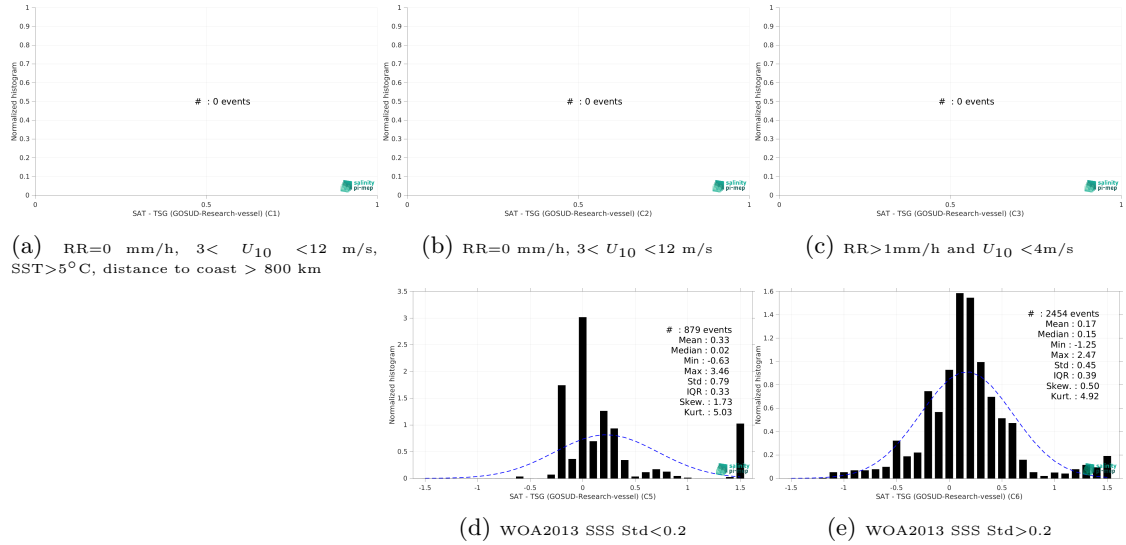 1
0.9
0.8
0.7
0.6
0.5
0.4
0.3
0.2
0.1
0
Normalized histogram
# : 0 events
salinity
pi-mep
0 0.5 1
SAT - TSG (GOSUD-Research-vessel) (C1)
(a) RR=0 mm/h, 3< U10 <12 m/s,
SST>5°C, distance to coast > 800 km
1
0.9
0.8
0.7
0.6
0.5
0.4
0.3
0.2
0.1
0
Normalized histogram
# : 0 events
salinity
pi-mep
0 0.5 1
SAT - TSG (GOSUD-Research-vessel) (C2)
(b) RR=0 mm/h, 3< U10 <12 m/s
1
0.9
0.8
0.7
0.6
0.5
0.4
0.3
0.2
0.1
0
Normalized histogram
# : 0 events
salinity
pi-mep
0 0.5 1
SAT - TSG (GOSUD-Research-vessel) (C3)
(c) RR>1mm/h and U10 <4m/s
3.5
3
2.5
2
1.5
1
0.5
0
Normalized histogram
# : 879 events
Mean : 0.33
Median : 0.02
Min : -0.63
Max : 3.46
Std : 0.79
IQR : 0.33
Skew. : 1.73
Kurt. : 5.03
salinity
pi-mep
-1.5 -1 -0.5 0 0.5 1 1.5
SAT - TSG (GOSUD-Research-vessel) (C5)
(d) WOA2013 SSS Std<0.2
1.6
1.4
1.2
1
0.8
0.6
0.4
0.2
0
Normalized histogram
# : 2454 events
Mean : 0.17
Median : 0.15
Min : -1.25
Max : 2.47
Std : 0.45
IQR : 0.39
Skew. : 0.50
Kurt. : 4.92
salinity
pi-mep
-1.5 -1 -0.5 0 0.5 1 1.5
SAT - TSG (GOSUD-Research-vessel) (C6)
(e) WOA2013 SSS Std>0.2